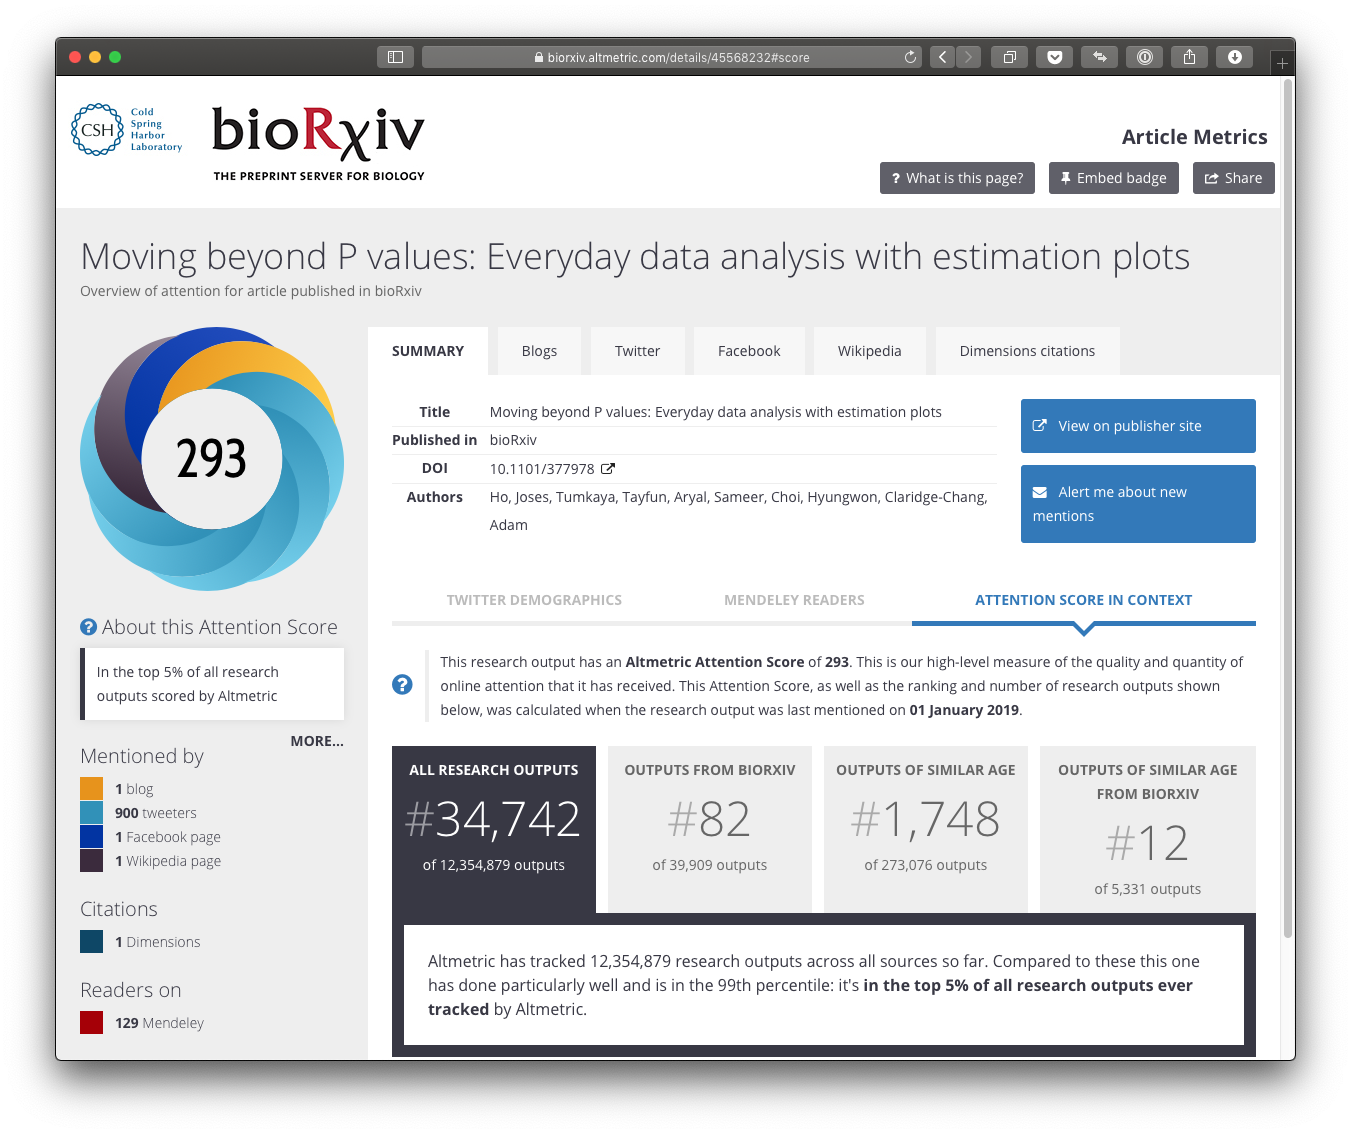 biorxiv.altmetric.com/details/45568232#score
CSH
Cold
Spring
Harbor
Laboratory
bioRxiv
THE PREPRINT SERVER FOR BIOLOGY
Article Metrics
? What is this page?
Embed badge
Share
Moving beyond P values: Everyday data analysis with estimation plots
Overview of attention for article published in bioRxiv
293
? About this Attention Score
In the top 5% of all research
outputs scored by Altmetric
MORE...
Mentioned by
1 blog
900 tweeters
1 Facebook page
1 Wikipedia page
Citations
1 Dimensions
Readers on
129 Mendeley
SUMMARY
Blogs
Twitter
Facebook
Wikipedia
Dimensions citations
Title Moving beyond P values: Everyday data analysis with estimation plots
Published in bioRxiv
DOI 10.1101/377978
Authors Ho, Joses, Tumkaya, Tayfun, Aryal, Sameer, Choi, Hyungwon, Claridge-Chang,
Adam
View on publisher site
Alert me about new
mentions
TWITTER DEMOGRAPHICS
MENDELEY READERS
ATTENTION SCORE IN CONTEXT
?
This research output has an Altmetric Attention Score of 293. This is our high-level measure of the quality and quantity of
online attention that it has received. This Attention Score, as well as the ranking and number of research outputs shown
below, was calculated when the research output was last mentioned on 01 January 2019.
ALL RESEARCH OUTPUTS
#34,742
of 12,354,879 outputs
OUTPUTS FROM BIORXIV
#82
of 39,909 outputs
OUTPUTS OF SIMILAR AGE
#1,748
of 273,076 outputs
OUTPUTS OF SIMILAR AGE
FROM BIORXIV
#12
of 5,331 outputs
Altmetric has tracked 12,354,879 research outputs across all sources so far. Compared to these this one
has done particularly well and is in the 99th percentile: it's in the top 5% of all research outputs ever
tracked by Altmetric.